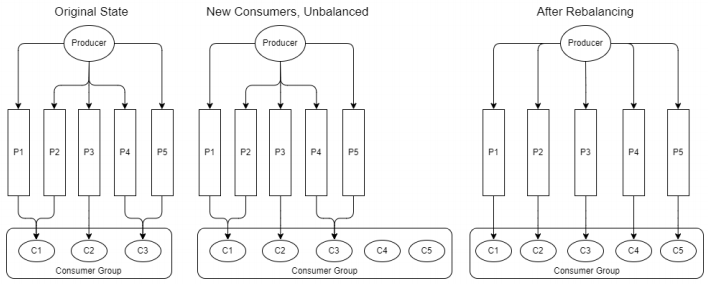 Original State
Producer
P1
P2
P3
P4
P5
C1
C2
C3
Consumer Group
New Consumers, Unbalanced
Producer
P1
P2
P3
P4
P5
C1
C2
C3
C4
C5
Consumer Group
After Rebalancing
Producer
P1
P2
P3
P4
P5
C1
C2
C3
C4
C5
Consumer Group